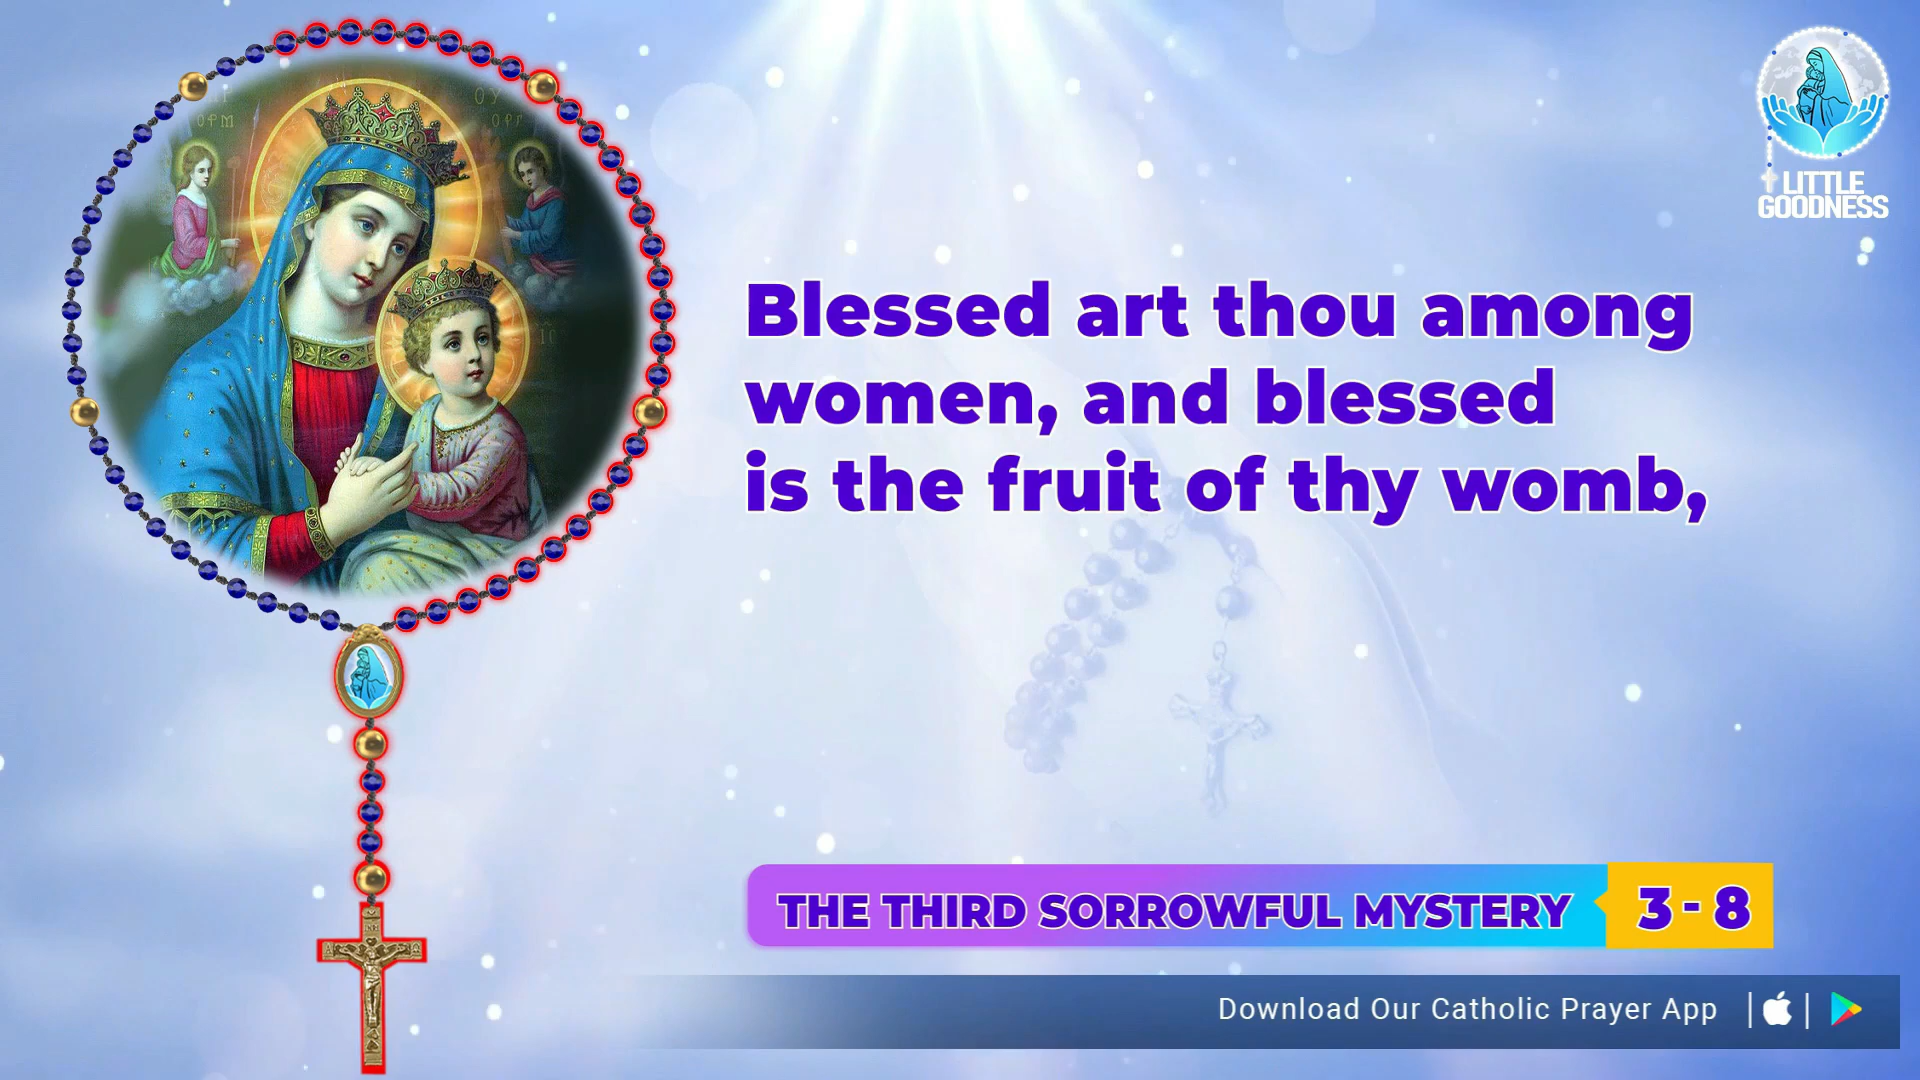 LITTLE
GOODNESS
Blessed art thou among
women, and blessed
is the fruit of thy womb,
THE THIRD SORROWFUL MYSTERY 3 - 8
Download Our Catholic Prayer App